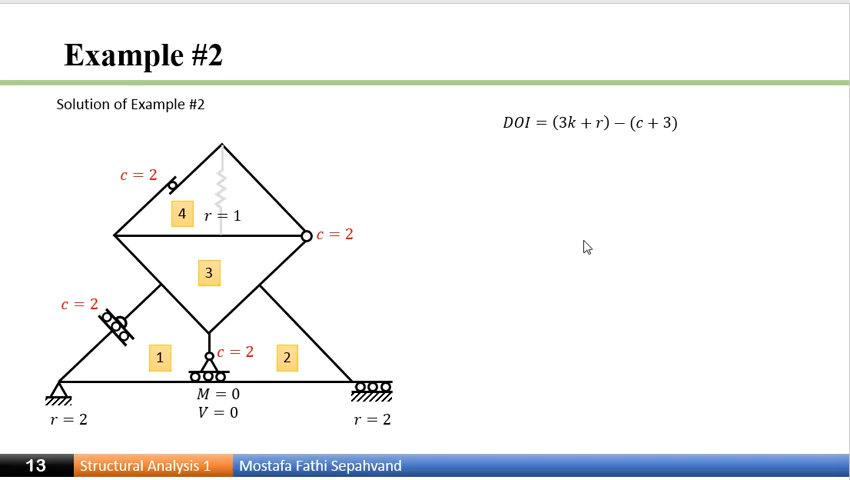 Example #2
Solution of Example #2
DOI = (3k + r) − (c + 3)
c = 2
4
r = 1
c = 2
3
c = 2
1
c = 2
2
M = 0
V = 0
r = 2
r = 2
13
Structural Analysis 1
Mostafa Fathi Sepahvand